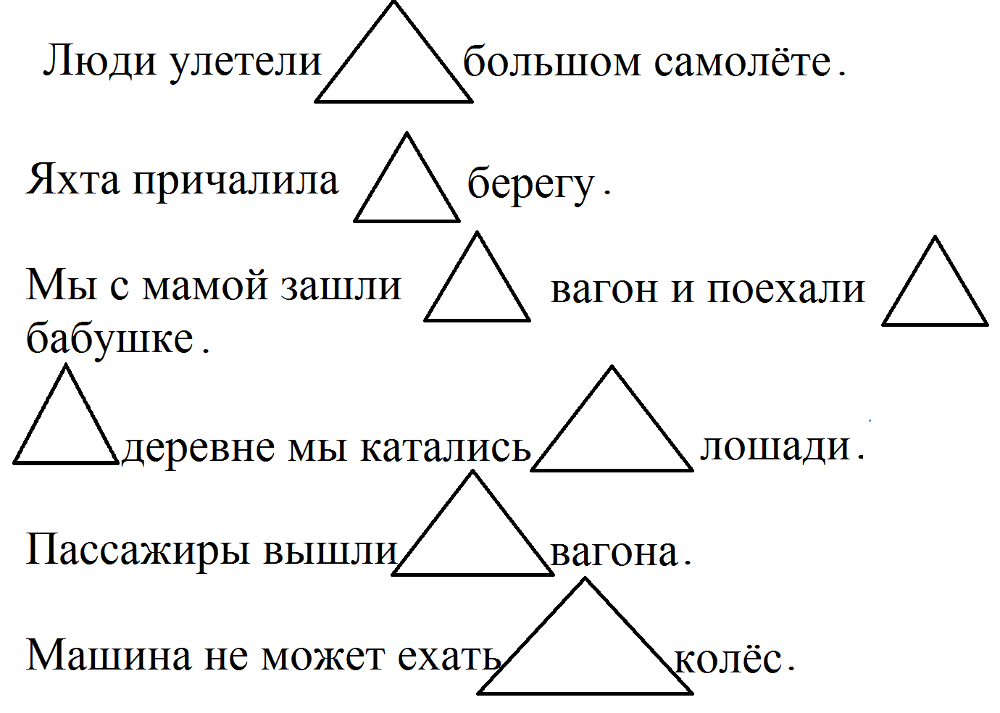 Люди улетели большом самолёте.
Яхта причалила берегу.
Мы с мамой зашли вагон и поехали
бабушке.
деревне мы катались лошади.
Пассажиры вышли вагона.
Машина не может ехать колёс.